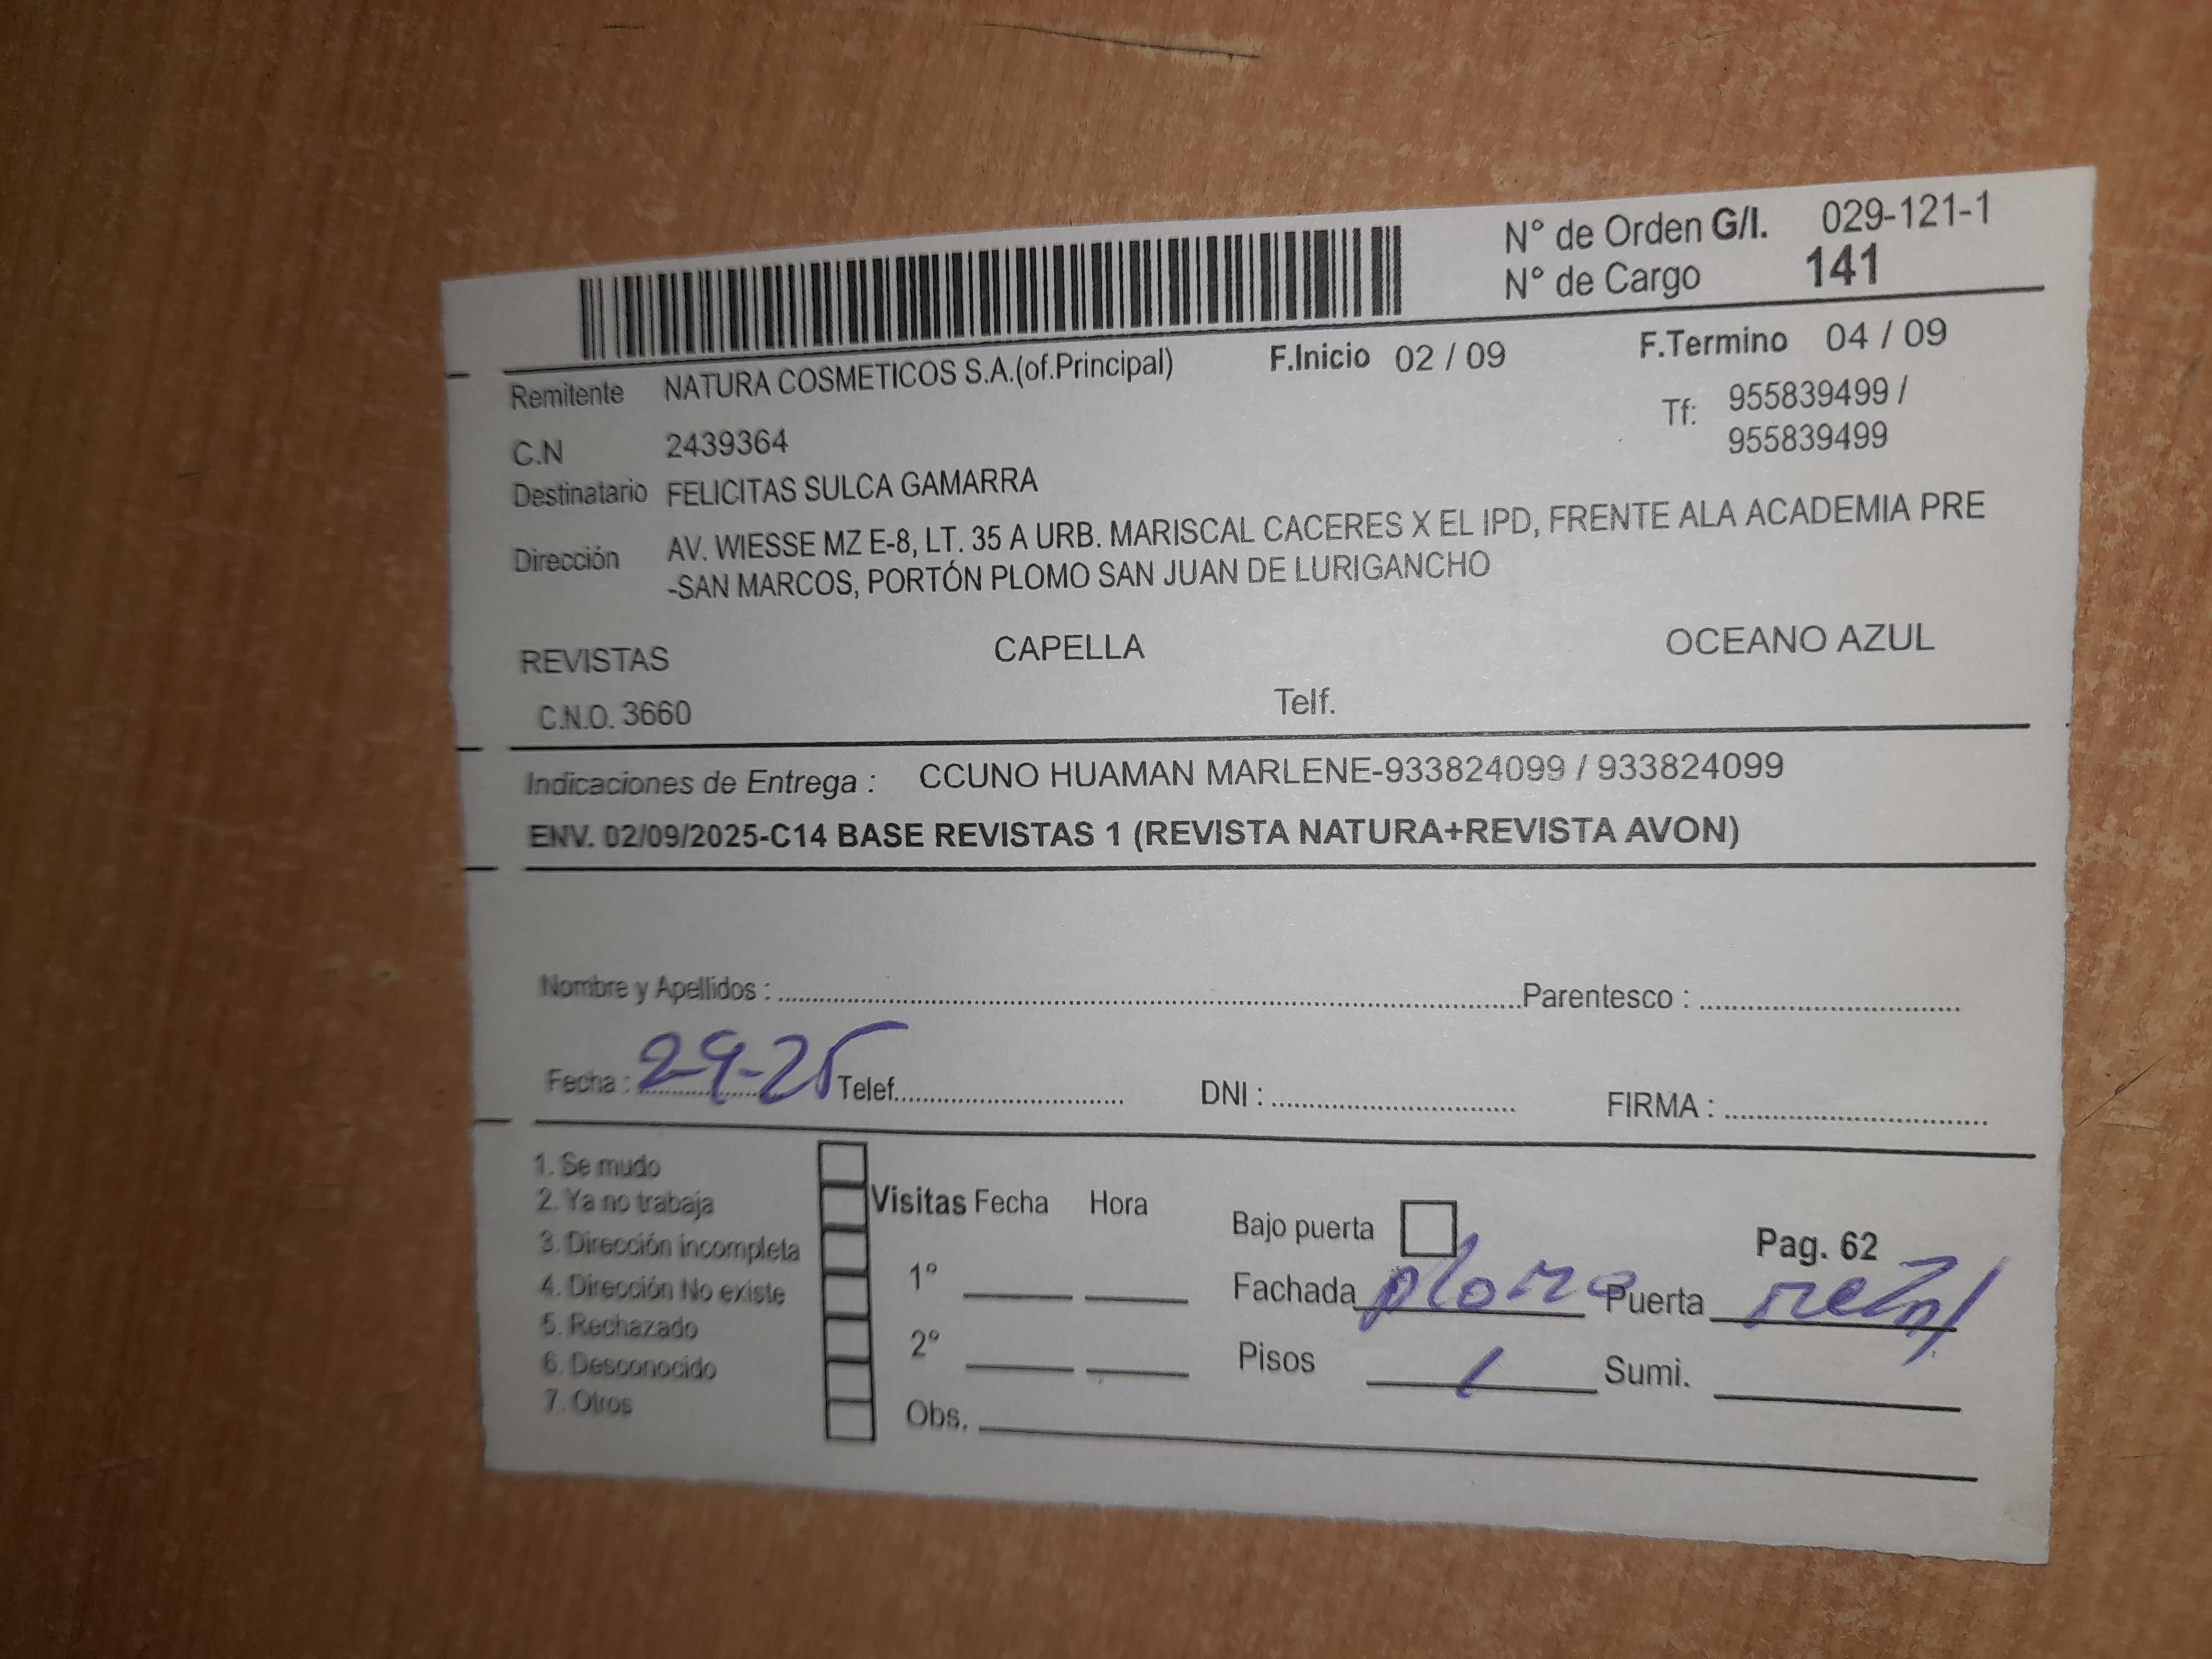 N° de Orden G/I. 029-121-1
N° de Cargo 141
Remitente NATURA COSMETICOS S.A.(of.Principal) F.Inicio 02 / 09 F.Termino 04 / 09
C.N 2439364 Tf: 955839499 /
955839499
Destinatario FELICITAS SULCA GAMARRA
Dirección AV. WIESSE MZ E-8, LT. 35 A URB. MARISCAL CACERES X EL IPD, FRENTE ALA ACADEMIA PRE
-SAN MARCOS, PORTÓN PLOMO SAN JUAN DE LURIGANCHO
REVISTAS CAPELLA OCEANO AZUL
C.N.O. 3660 Telf.
Indicaciones de Entrega : CCUNO HUAMAN MARLENE-933824099 / 933824099
ENV. 02/09/2025-C14 BASE REVISTAS 1 (REVISTA NATURA+REVISTA AVON)
Nombre y Apellidos : Parentesco :
Fecha : 29-25 Telef. DNI : FIRMA :
1. Se mudo
2. Ya no trabaja
3. Dirección incompleta
4. Dirección No existe
5. Rechazado
6. Desconocido
7. Otros
Visitas Fecha Hora
1º
2º
Obs.
Bajo puerta Pag. 62
Fachada plomo Puerta
Pisos 1 Sumi.